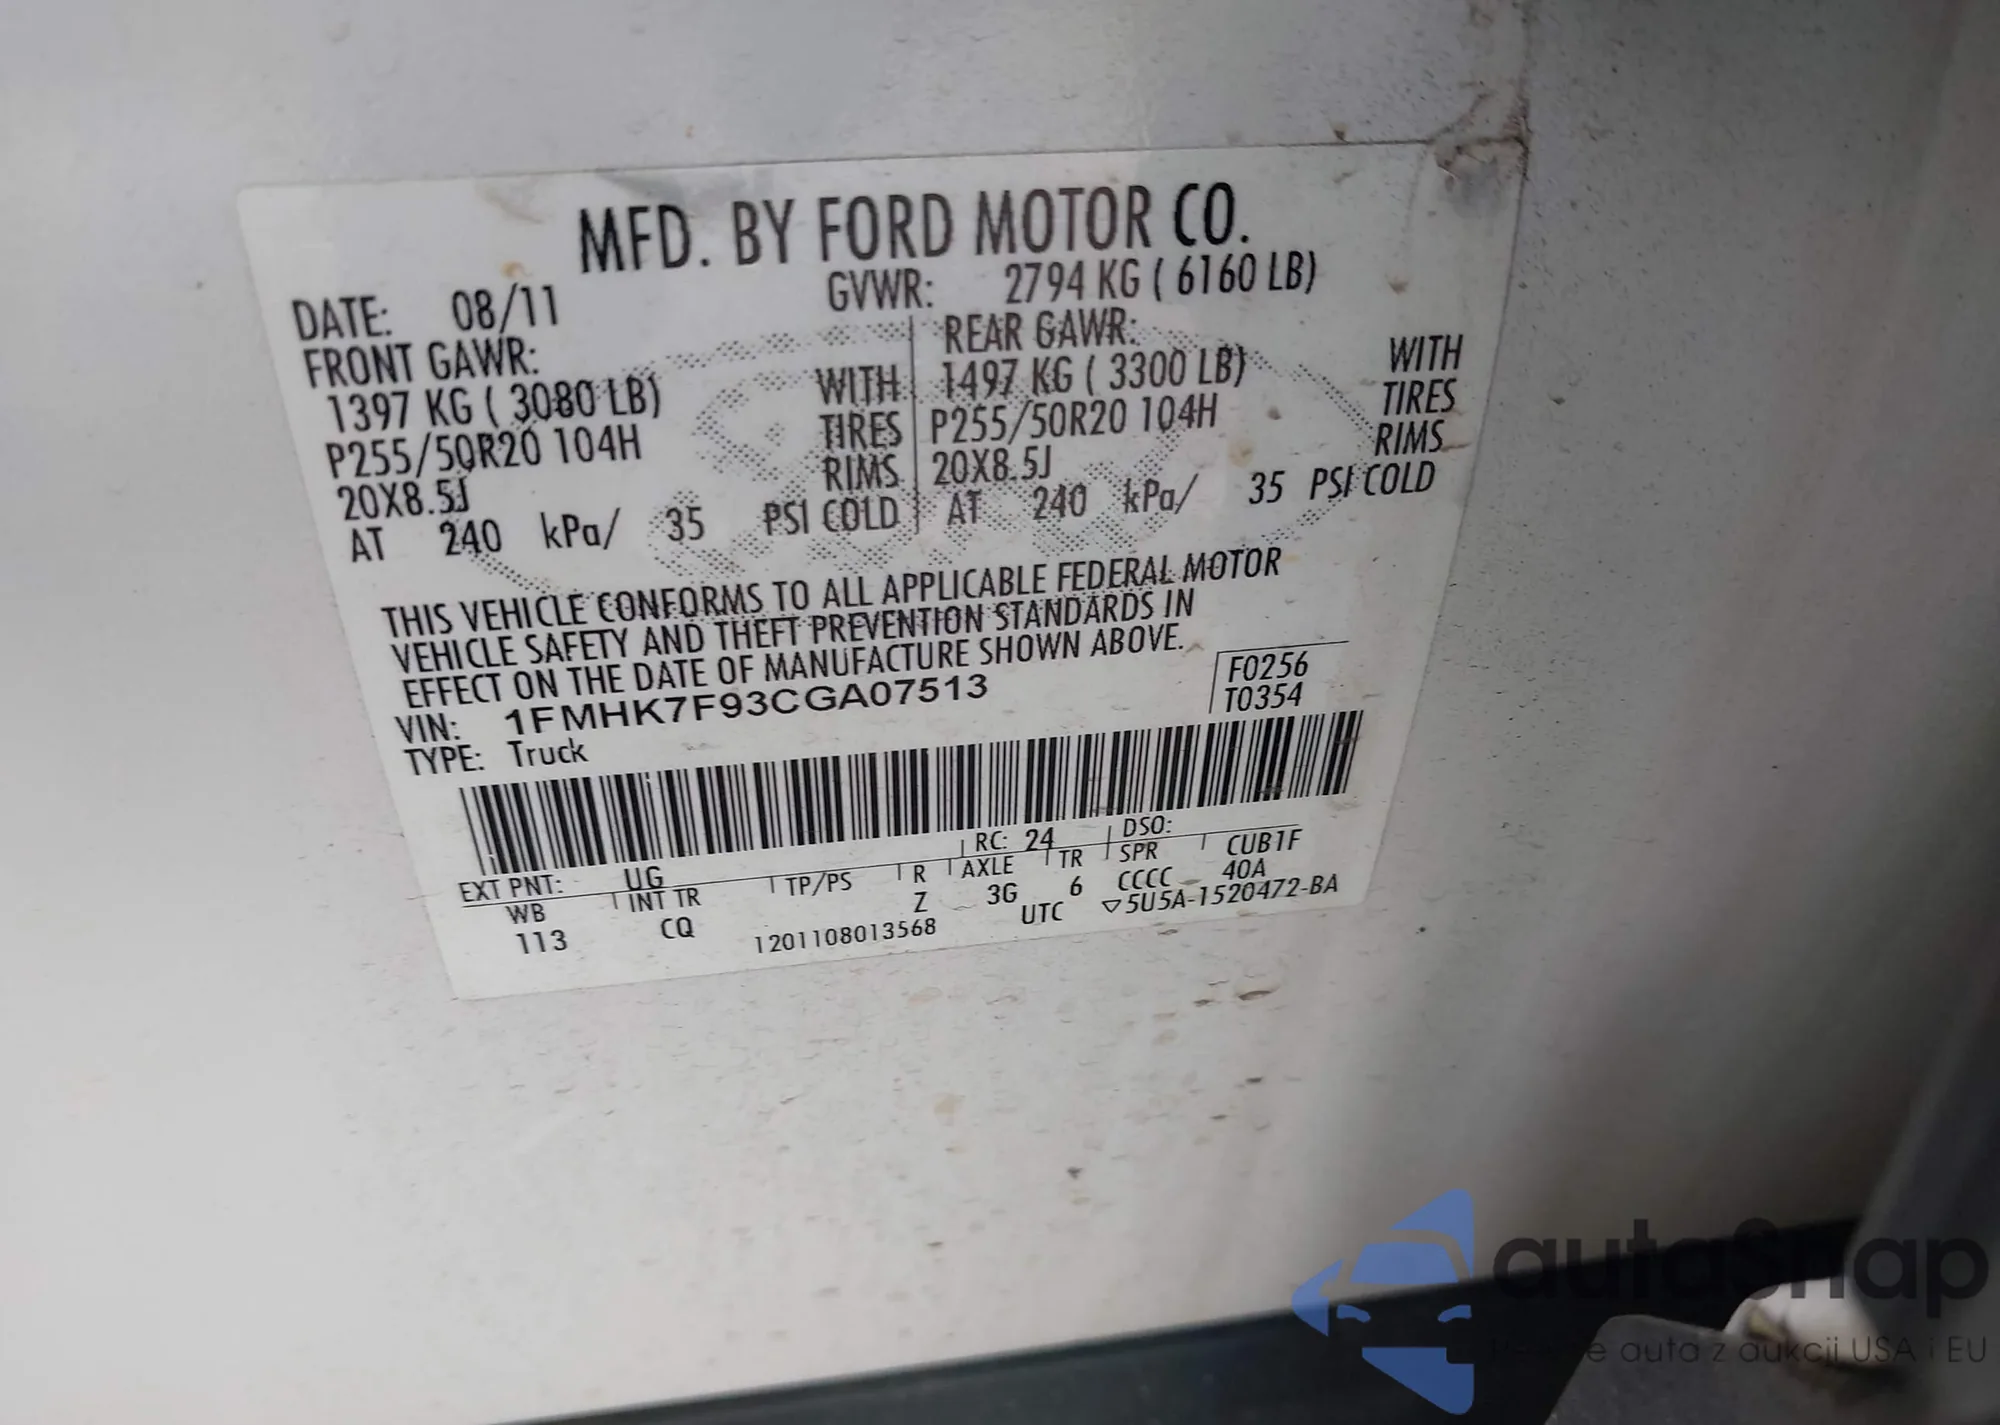 MFD. BY FORD MOTOR CO.
DATE: 08/11 GVWR: 2794 KG ( 6160 LB)
FRONT GAWR: REAR GAWR:
1397 KG ( 3080 LB) WITH 1497 KG ( 3300 LB) WITH
P255/50R20 104H TIRES P255/50R20 104H TIRES
20X8.5J RIMS 20X8.5J RIMS
AT 240 kPa/ 35 PSI COLD AT 240 kPa/ 35 PSI COLD
THIS VEHICLE CONFORMS TO ALL APPLICABLE FEDERAL MOTOR
VEHICLE SAFETY AND THEFT PREVENTION STANDARDS IN
EFFECT ON THE DATE OF MANUFACTURE SHOWN ABOVE.
VIN: 1FMHK7F93CGA07513 F0256
TYPE: Truck T0354
EXT PNT: UG RC: 24 DSO:
WB INT TR TP/PS R AXLE TR SPR CUB1F
113 CQ Z 3G 6 CCCC 40A
1201108013568 UTC ▽5U5A-1520472-BA
autaSnap
auta z aukcji USA i EU